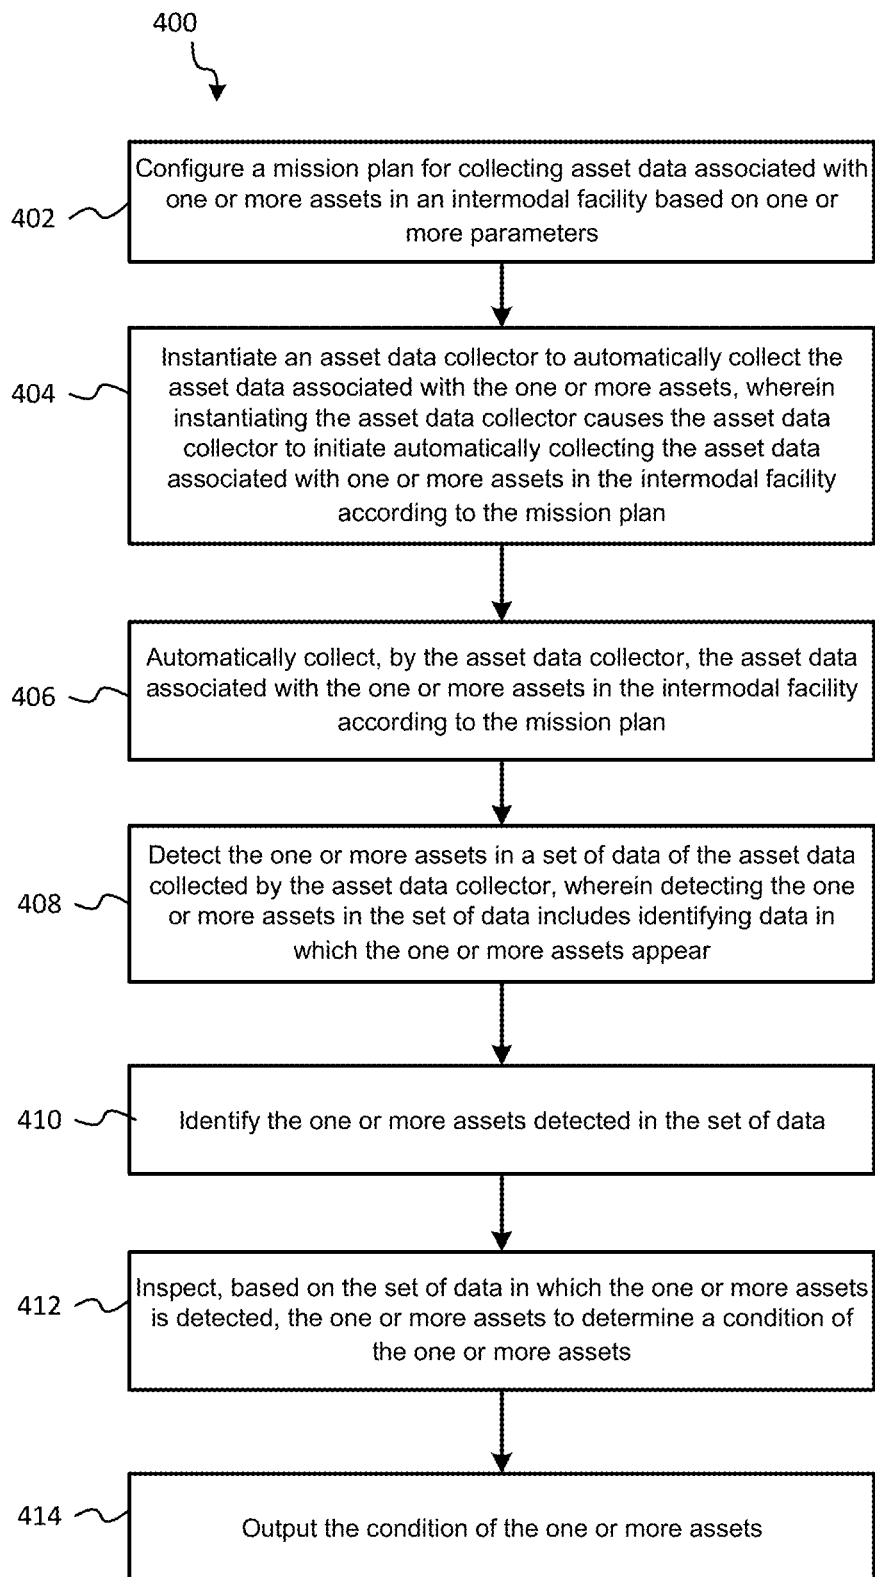 400
402
Configure a mission plan for collecting asset data associated with
one or more assets in an intermodal facility based on one or
more parameters
404
Instantiate an asset data collector to automatically collect the
asset data associated with the one or more assets, wherein
instantiating the asset data collector causes the asset data
collector to initiate automatically collecting the asset data
associated with one or more assets in the intermodal facility
according to the mission plan
406
Automatically collect, by the asset data collector, the asset data
associated with the one or more assets in the intermodal facility
according to the mission plan
408
Detect the one or more assets in a set of data of the asset data
collected by the asset data collector, wherein detecting the one
or more assets in the set of data includes identifying data in
which the one or more assets appear
410
Identify the one or more assets detected in the set of data
412
Inspect, based on the set of data in which the one or more assets
is detected, the one or more assets to determine a condition of
the one or more assets
414
Output the condition of the one or more assets